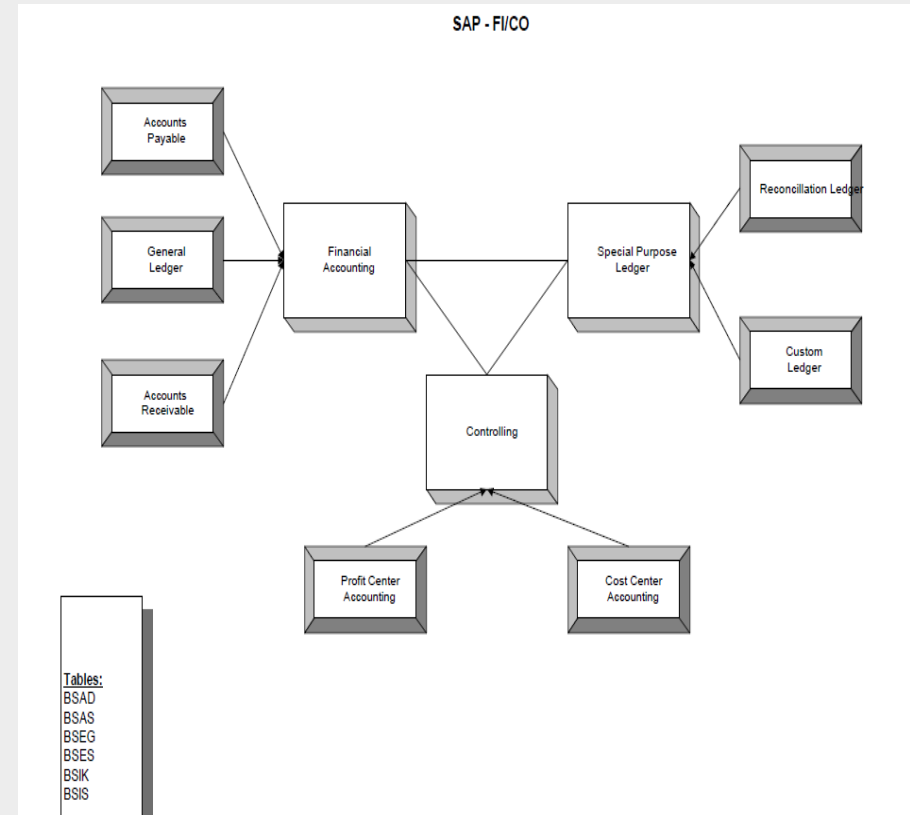 SAP - FI/CO
Accounts
Payable
Reconcillation Ledger
General
Ledger
Financial
Accounting
Special Purpose
Ledger
Custom
Ledger
Accounts
Receivable
Controlling
Profit Center
Accounting
Cost Center
Accounting
Tables:
BSAD
BSAS
BSEG
BSES
BSIK
BSIS